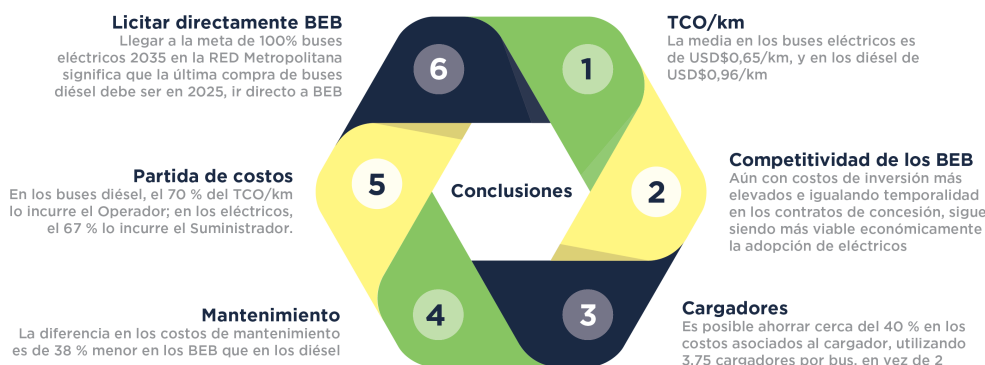 Conclusiones
1
TCO/km
La media en los buses eléctricos es
de USD$0,65/km, y en los diésel de
USD$0,96/km
2
Competitividad de los BEB
Aún con costos de inversión más
elevados e igualando temporalidad
en los contratos de concesión, sigue
siendo más viable económicamente
la adopción de eléctricos
3
Cargadores
Es posible ahorrar cerca del 40 % en los
costos asociados al cargador, utilizando
3.75 cargadores por bus, en vez de 2
4
Mantenimiento
La diferencia en los costos de mantenimiento
es de 38 % menor en los BEB que en los diésel
5
Partida de costos
En los buses diésel, el 70 % del TCO/km
lo incurre el Operador; en los eléctricos,
el 67 % lo incurre el Suministrador.
6
Licitar directamente BEB
Llegar a la meta de 100% buses
eléctricos 2035 en la RED Metropolitana
significa que la última compra de buses
diésel debe ser en 2025, ir directo a BEB